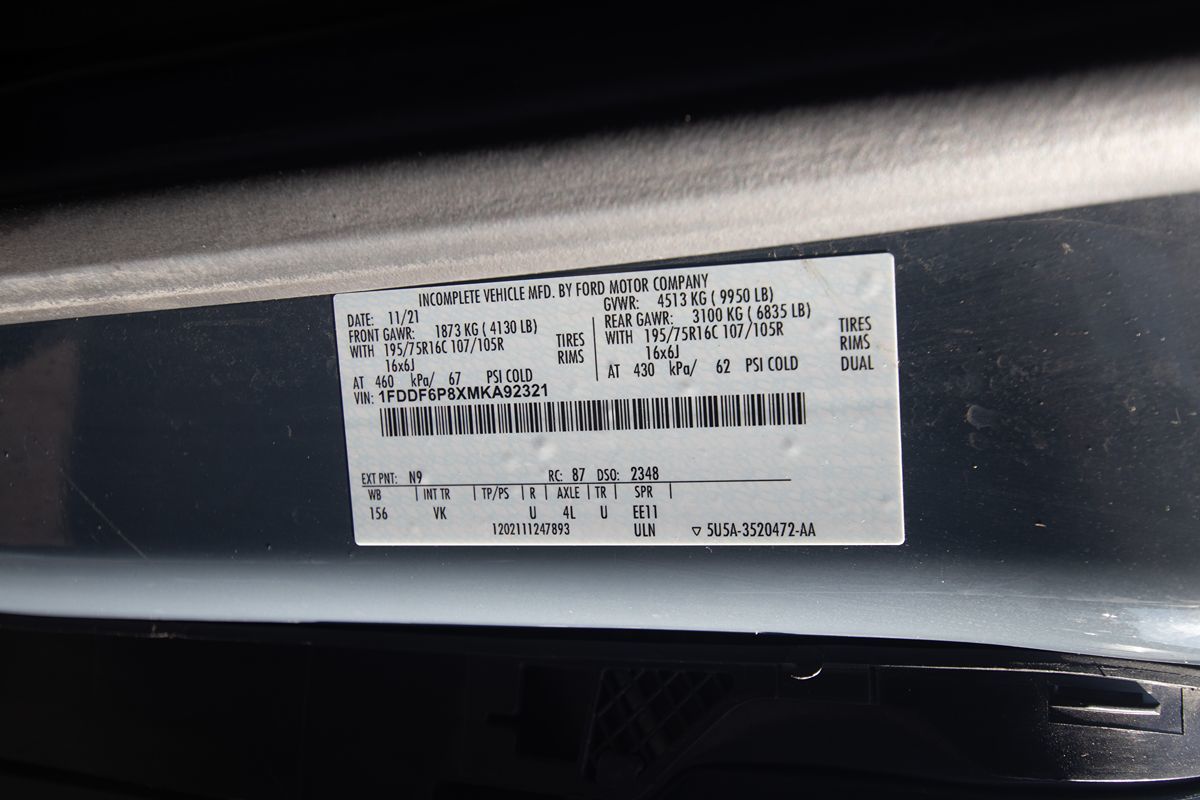 INCOMPLETE VEHICLE MFD. BY FORD MOTOR COMPANY
DATE: 11/21 GVWR: 4513 KG ( 9950 LB)
FRONT GAWR: 1873 KG ( 4130 LB) REAR GAWR: 3100 KG ( 6835 LB)
WITH 195/75R16C 107/105R TIRES WITH 195/75R16C 107/105R TIRES
16x6J RIMS 16x6J RIMS
AT 460 kPa/ 67 PSI COLD AT 430 kPa/ 62 PSI COLD DUAL
VIN: 1FDDF6P8XMKA92321
EXT PNT: N9 RC: 87 DSO: 2348
WB | INT TR | TP/PS | R | AXLE | TR | SPR |
156 VK U 4L U EE11
1202111247893 ULN ▽ 5U5A-3520472-AA